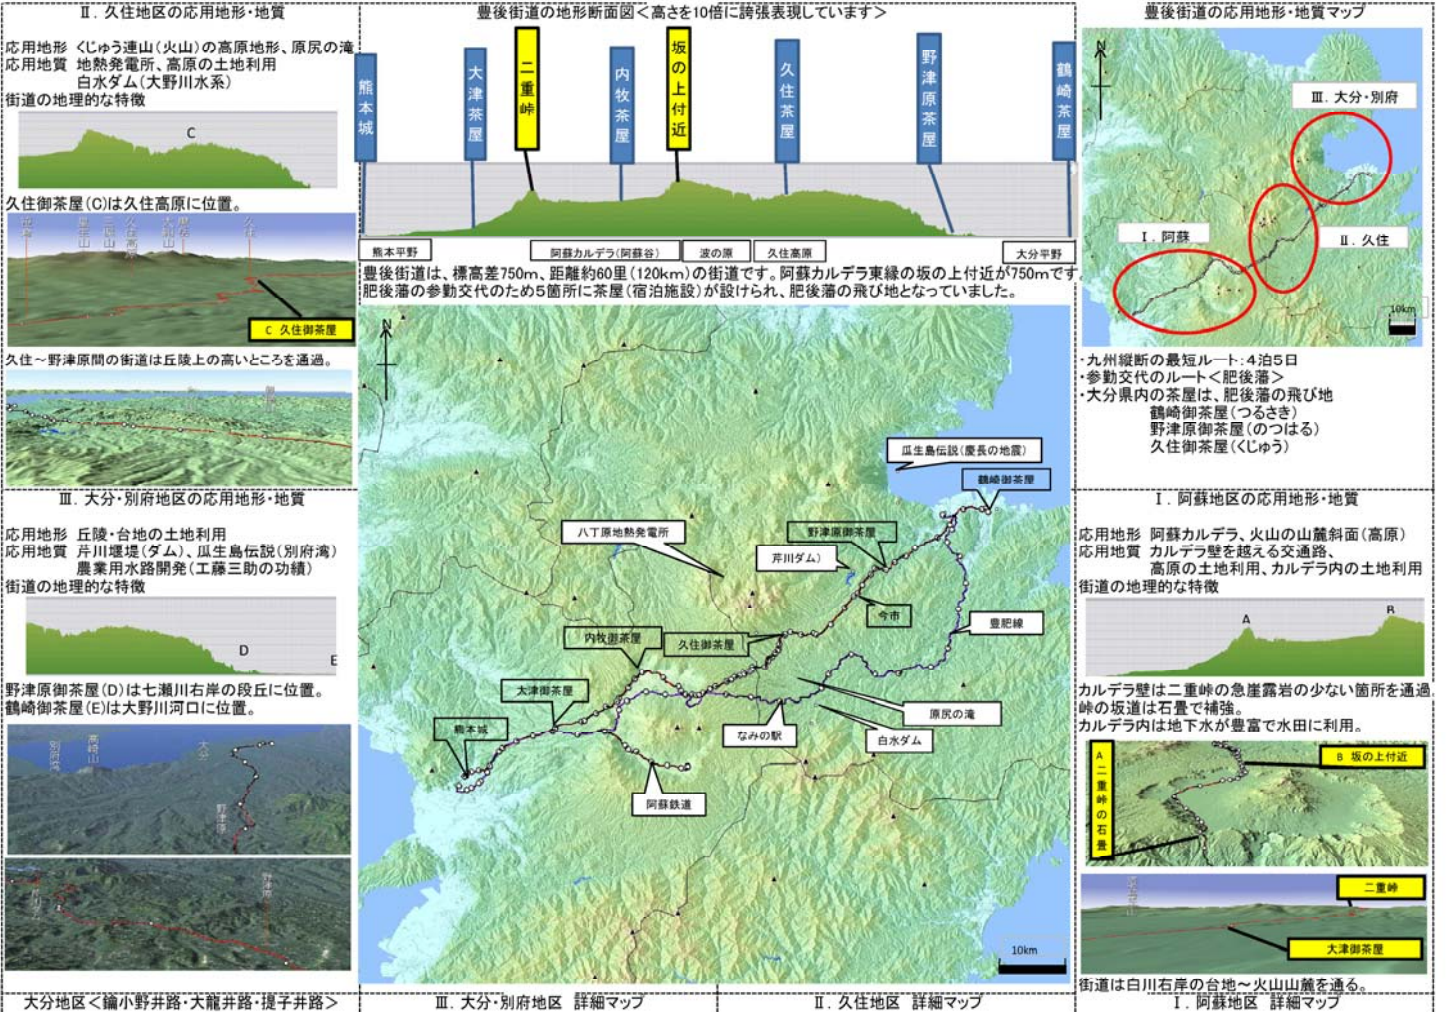 Ⅱ. 久住地区の応用地形・地質
応用地形 くじゅう連山(火山)の高原地形、原尻の滝
応用地質 地熱発電所、高原の土地利用
白水ダム(大野川水系)
街道の地理的な特徴
C
久住御茶屋(C)は久住高原に位置。
久住
C 久住御茶屋
久住～野津原間の街道は丘陵上の高いところを通過。
Ⅲ. 大分・別府地区の応用地形・地質
応用地形 丘陵・台地の土地利用
応用地質 芹川堰堤(ダム)、瓜生島伝説(別府湾)
農業用水路開発(工藤三助の功績)
街道の地理的な特徴
D
E
野津原御茶屋(D)は七瀬川右岸の段丘に位置。
鶴崎御茶屋(E)は大野川河口に位置。
別府湾
高崎山
大分
野津原
野津原
大分地区<鑰小野井路・大龍井路・提子井路>
豊後街道の地形断面図<高さを10倍に誇張表現しています>
熊本城
大津茶屋
二重峠
内牧茶屋
坂の上付近
久住茶屋
野津原茶屋
鶴崎茶屋
熊本平野
阿蘇カルデラ(阿蘇谷)
波の原
久住高原
大分平野
豊後街道は、標高差750m、距離約60里(120km)の街道です。阿蘇カルデラ東縁の坂の上付近が750mです。
肥後藩の参勤交代のため5箇所に茶屋(宿泊施設)が設けられ、肥後藩の飛び地となっていました。
N
瓜生島伝説(慶長の地震)
鶴崎御茶屋
八丁原地熱発電所
野津原御茶屋
芹川ダム)
今市
豊肥線
内牧御茶屋
久住御茶屋
大津御茶屋
原尻の滝
熊本城
なみの駅
白水ダム
阿蘇鉄道
10km
Ⅲ. 大分・別府地区 詳細マップ
Ⅱ. 久住地区 詳細マップ
豊後街道の応用地形・地質マップ
N
Ⅲ. 大分・別府
Ⅰ. 阿蘇
Ⅱ. 久住
10km
・九州縦断の最短ルート:4泊5日
・参勤交代のルート<肥後藩>
・大分県内の茶屋は、肥後藩の飛び地
鶴崎御茶屋(つるさき)
野津原御茶屋(のつはる)
久住御茶屋(くじゅう)
Ⅰ. 阿蘇地区の応用地形・地質
応用地形 阿蘇カルデラ、火山の山麓斜面(高原)
応用地質 カルデラ壁を越える交通路、
高原の土地利用、カルデラ内の土地利用
街道の地理的な特徴
A
B
カルデラ壁は二重峠の急崖露岩の少ない箇所を通過。
峠の坂道は石畳で補強。
カルデラ内は地下水が豊富で水田に利用。
A 二重峠の石畳
B 坂の上付近
二重峠
大津御茶屋
街道は白川右岸の台地～火山山麓を通る。
Ⅰ. 阿蘇地区 詳細マップ